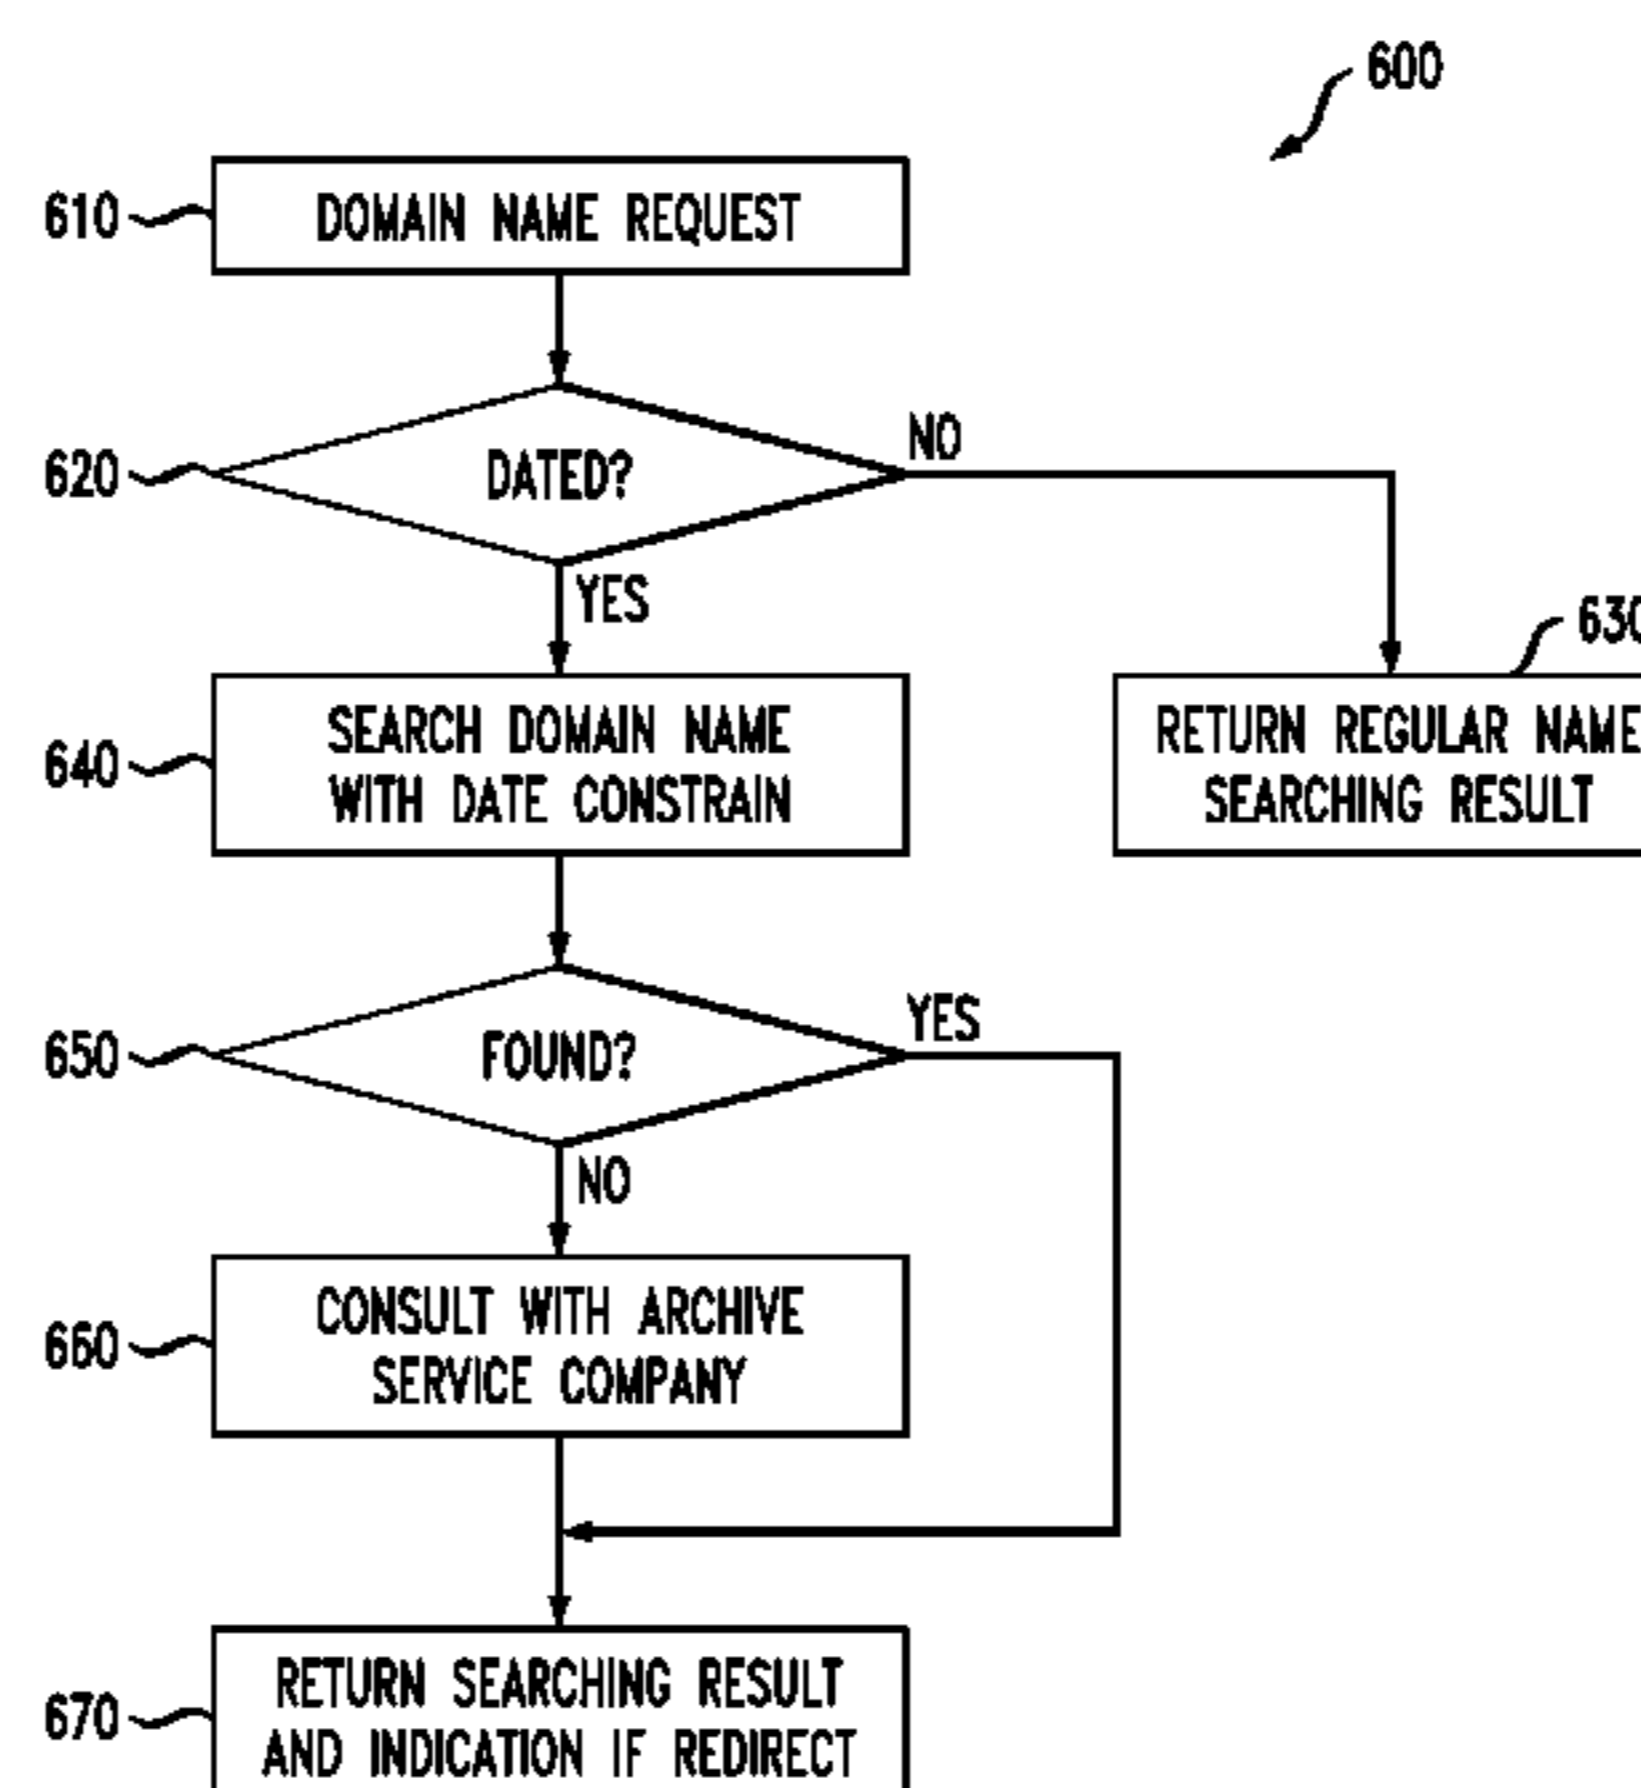 600
610
DOMAIN NAME REQUEST
620
DATED?
NO
YES
630
640
SEARCH DOMAIN NAME
WITH DATE CONSTRAIN
RETURN REGULAR NAME
SEARCHING RESULT
650
FOUND?
YES
NO
660
CONSULT WITH ARCHIVE
SERVICE COMPANY
670
RETURN SEARCHING RESULT
AND INDICATION IF REDIRECT